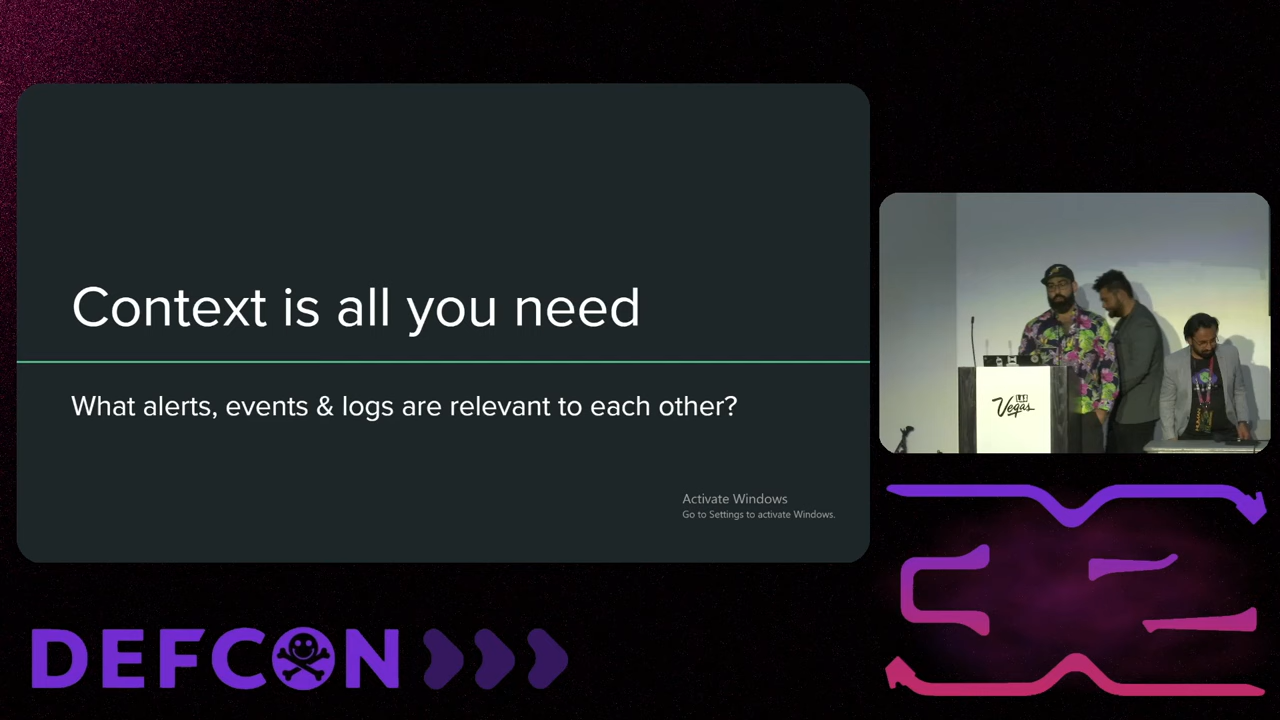 Context is all you need
What alerts, events & logs are relevant to each other?
Activate Windows
Go to Settings to activate Windows.
LAS
Vegas
DEFCON